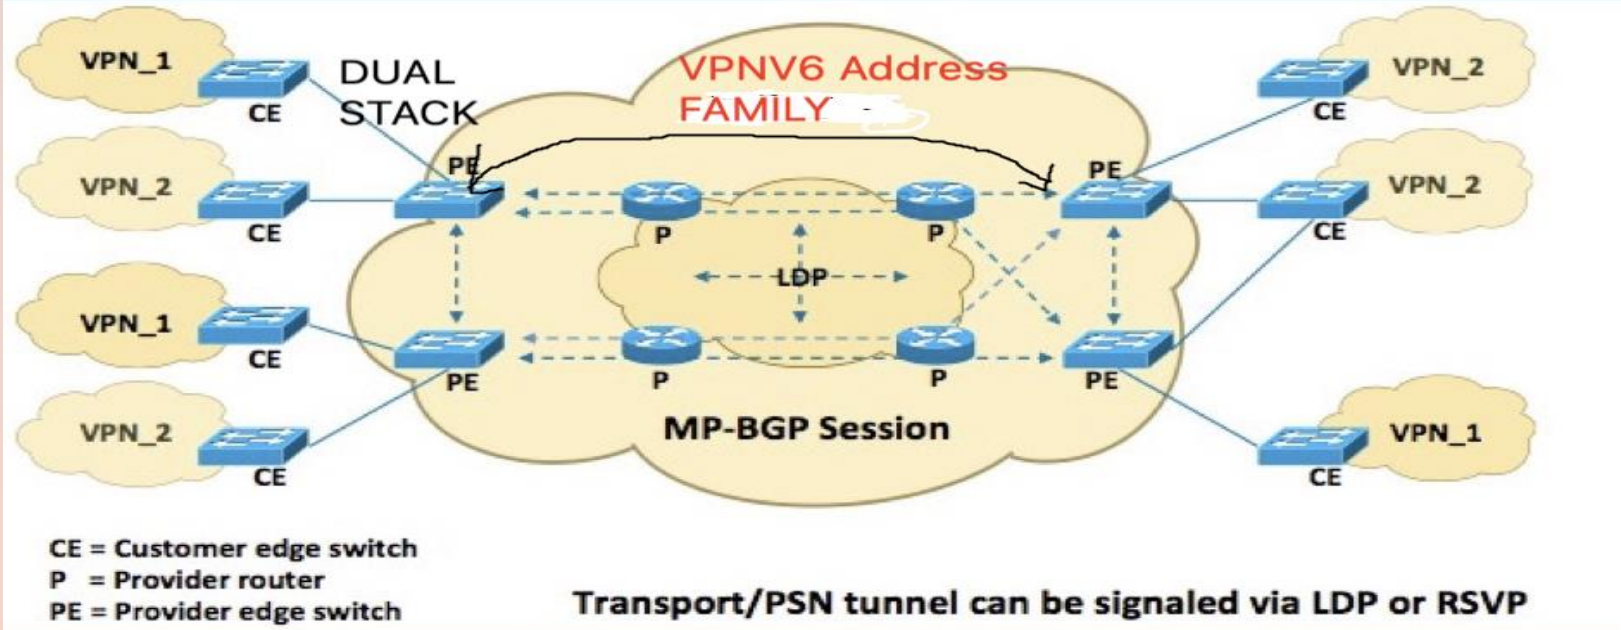 VPN_1
CE
DUAL
STACK
VPNV6 Address
FAMILY
VPN_2
CE
VPN_2
CE
PE
PE
VPN_2
CE
P
P
LDP
VPN_1
CE
PE
P
P
PE
VPN_2
CE
MP-BGP Session
VPN_1
CE
CE = Customer edge switch
P = Provider router
PE = Provider edge switch
Transport/PSN tunnel can be signaled via LDP or RSVP